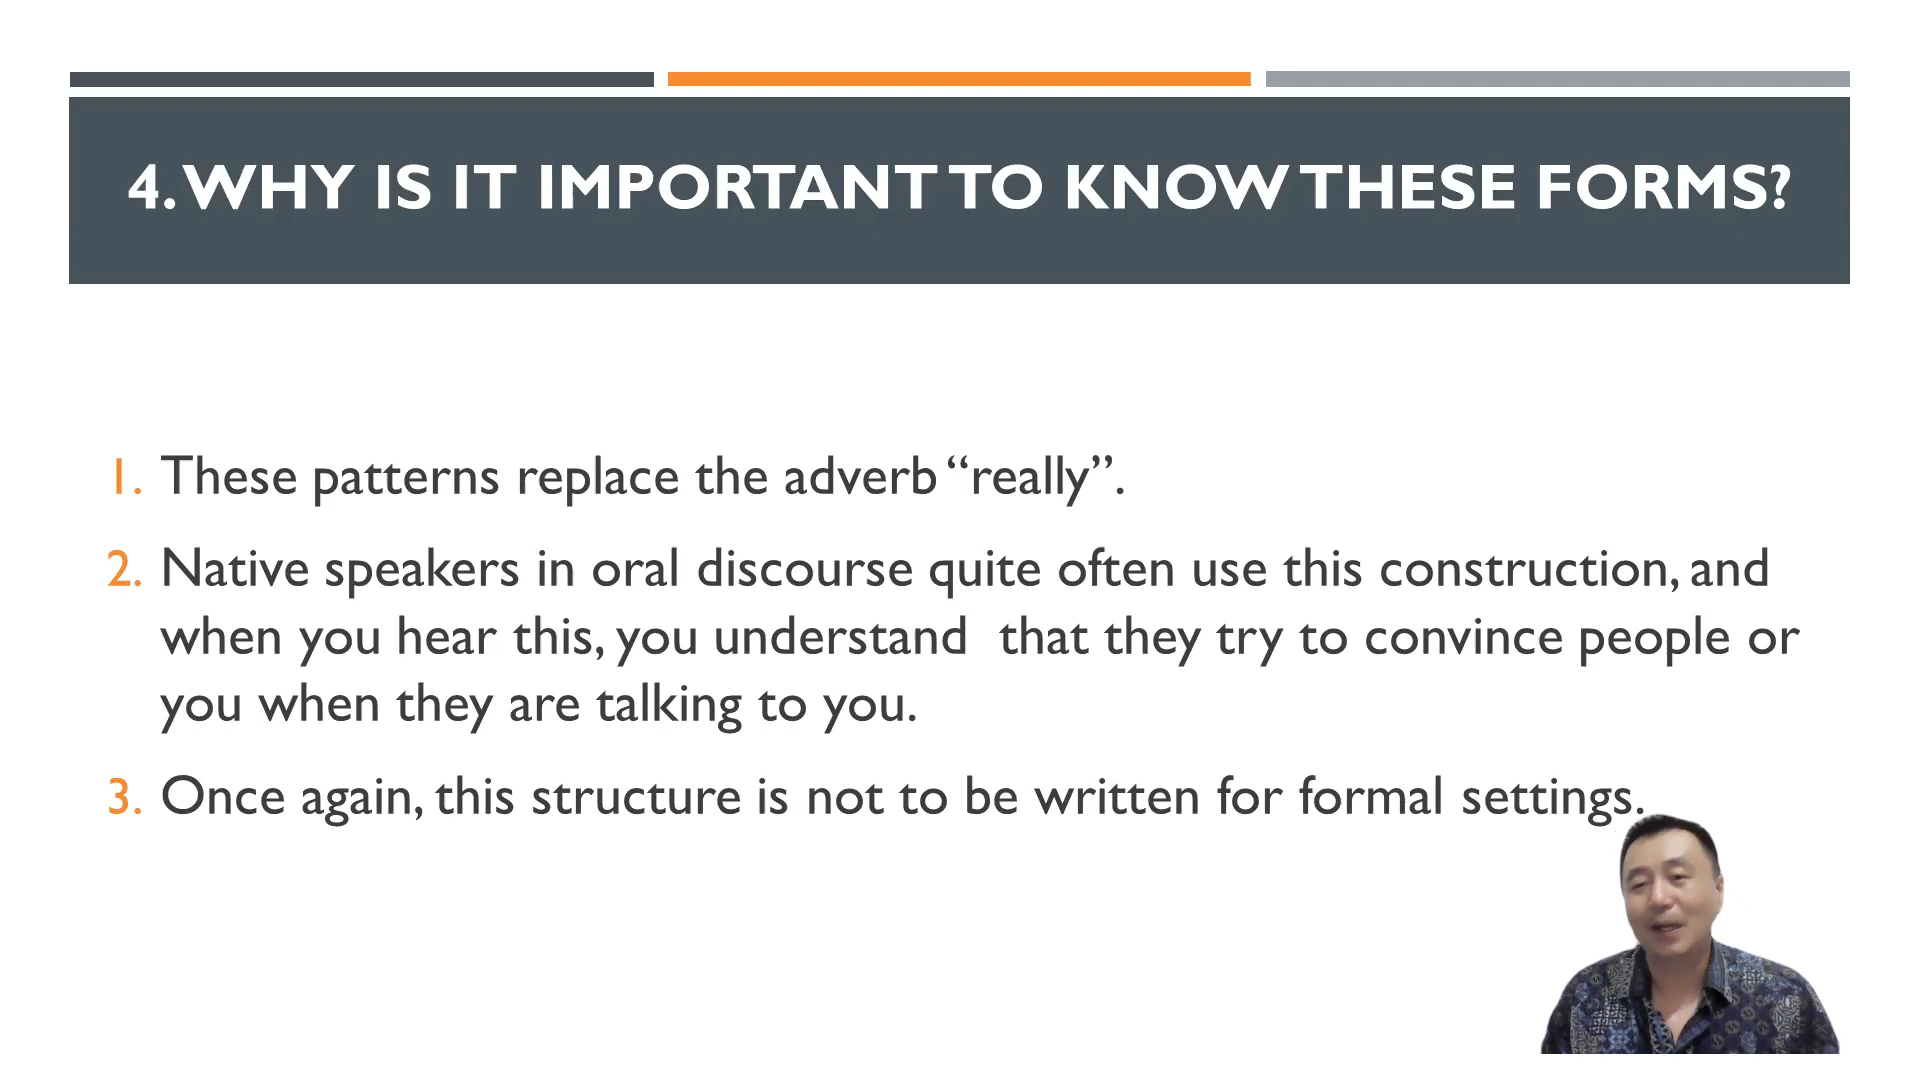 4. WHY IS IT IMPORTANT TO KNOW THESE FORMS?
1. These patterns replace the adverb “really”.
2. Native speakers in oral discourse quite often use this construction, and
when you hear this, you understand  that they try to convince people or
you when they are talking to you.
3. Once again, this structure is not to be written for formal settings.